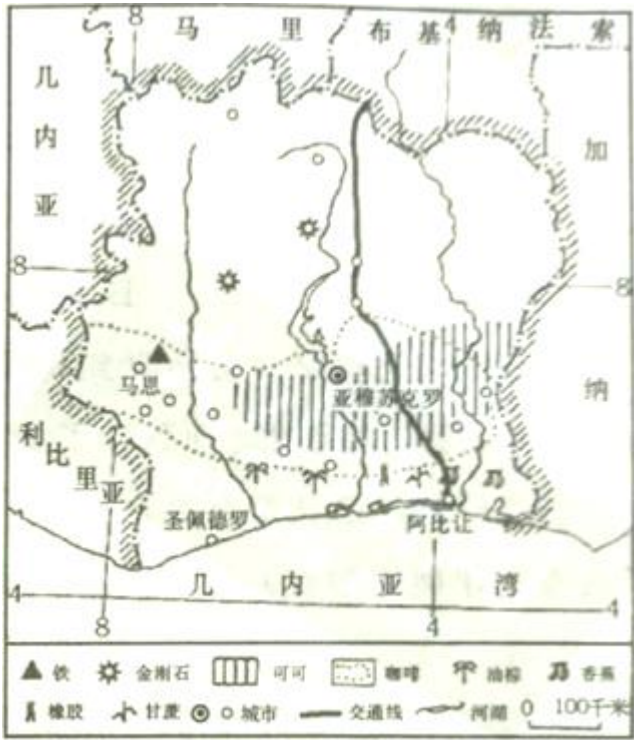 8
4
马里
布基纳法索
几内亚
加纳
8
8
马恩
亚穆苏克罗
利比里亚
圣佩德罗
阿比让
几内亚湾
4
4
8
4
铁 金刚石 可可 咖啡 油棕 香蕉
橡胶 甘蔗 城市 交通线 河湖 0 100千米